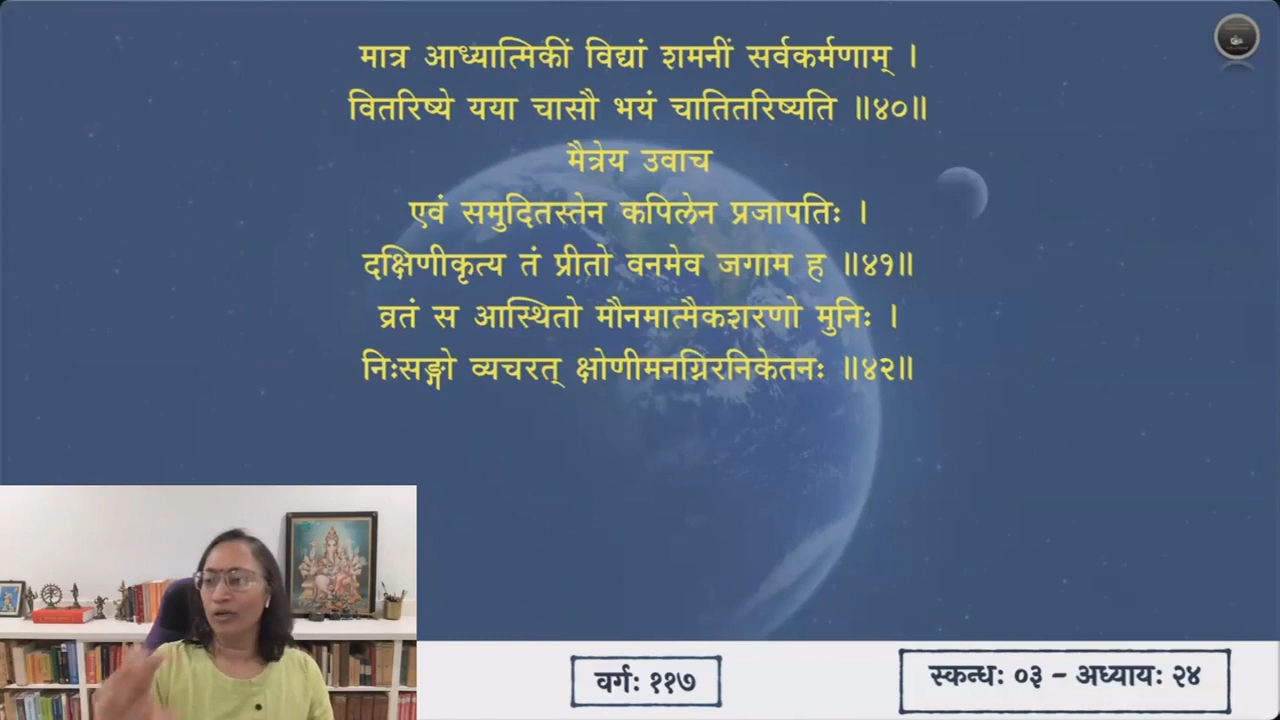 मात्र आध्यात्मिकीं विद्यां शमनीं सर्वकर्मणाम् ।
वितरिष्ये यया चासौ भयं चातितरिष्यति ॥४०॥
मैत्रेय उवाच
एवं समुदितस्तेन कपिलेन प्रजापतिः ।
दक्षिणीकृत्य तं प्रीतो वनमेव जगाम ह ॥४१॥
व्रतं स आस्थितो मौनमात्मैकशरणो मुनिः ।
निःसङ्गो व्यचरत् क्षोणीमनग्निरनिकेतनः ॥४२॥
वर्गः ११७
स्कन्धः ०३ - अध्यायः २४